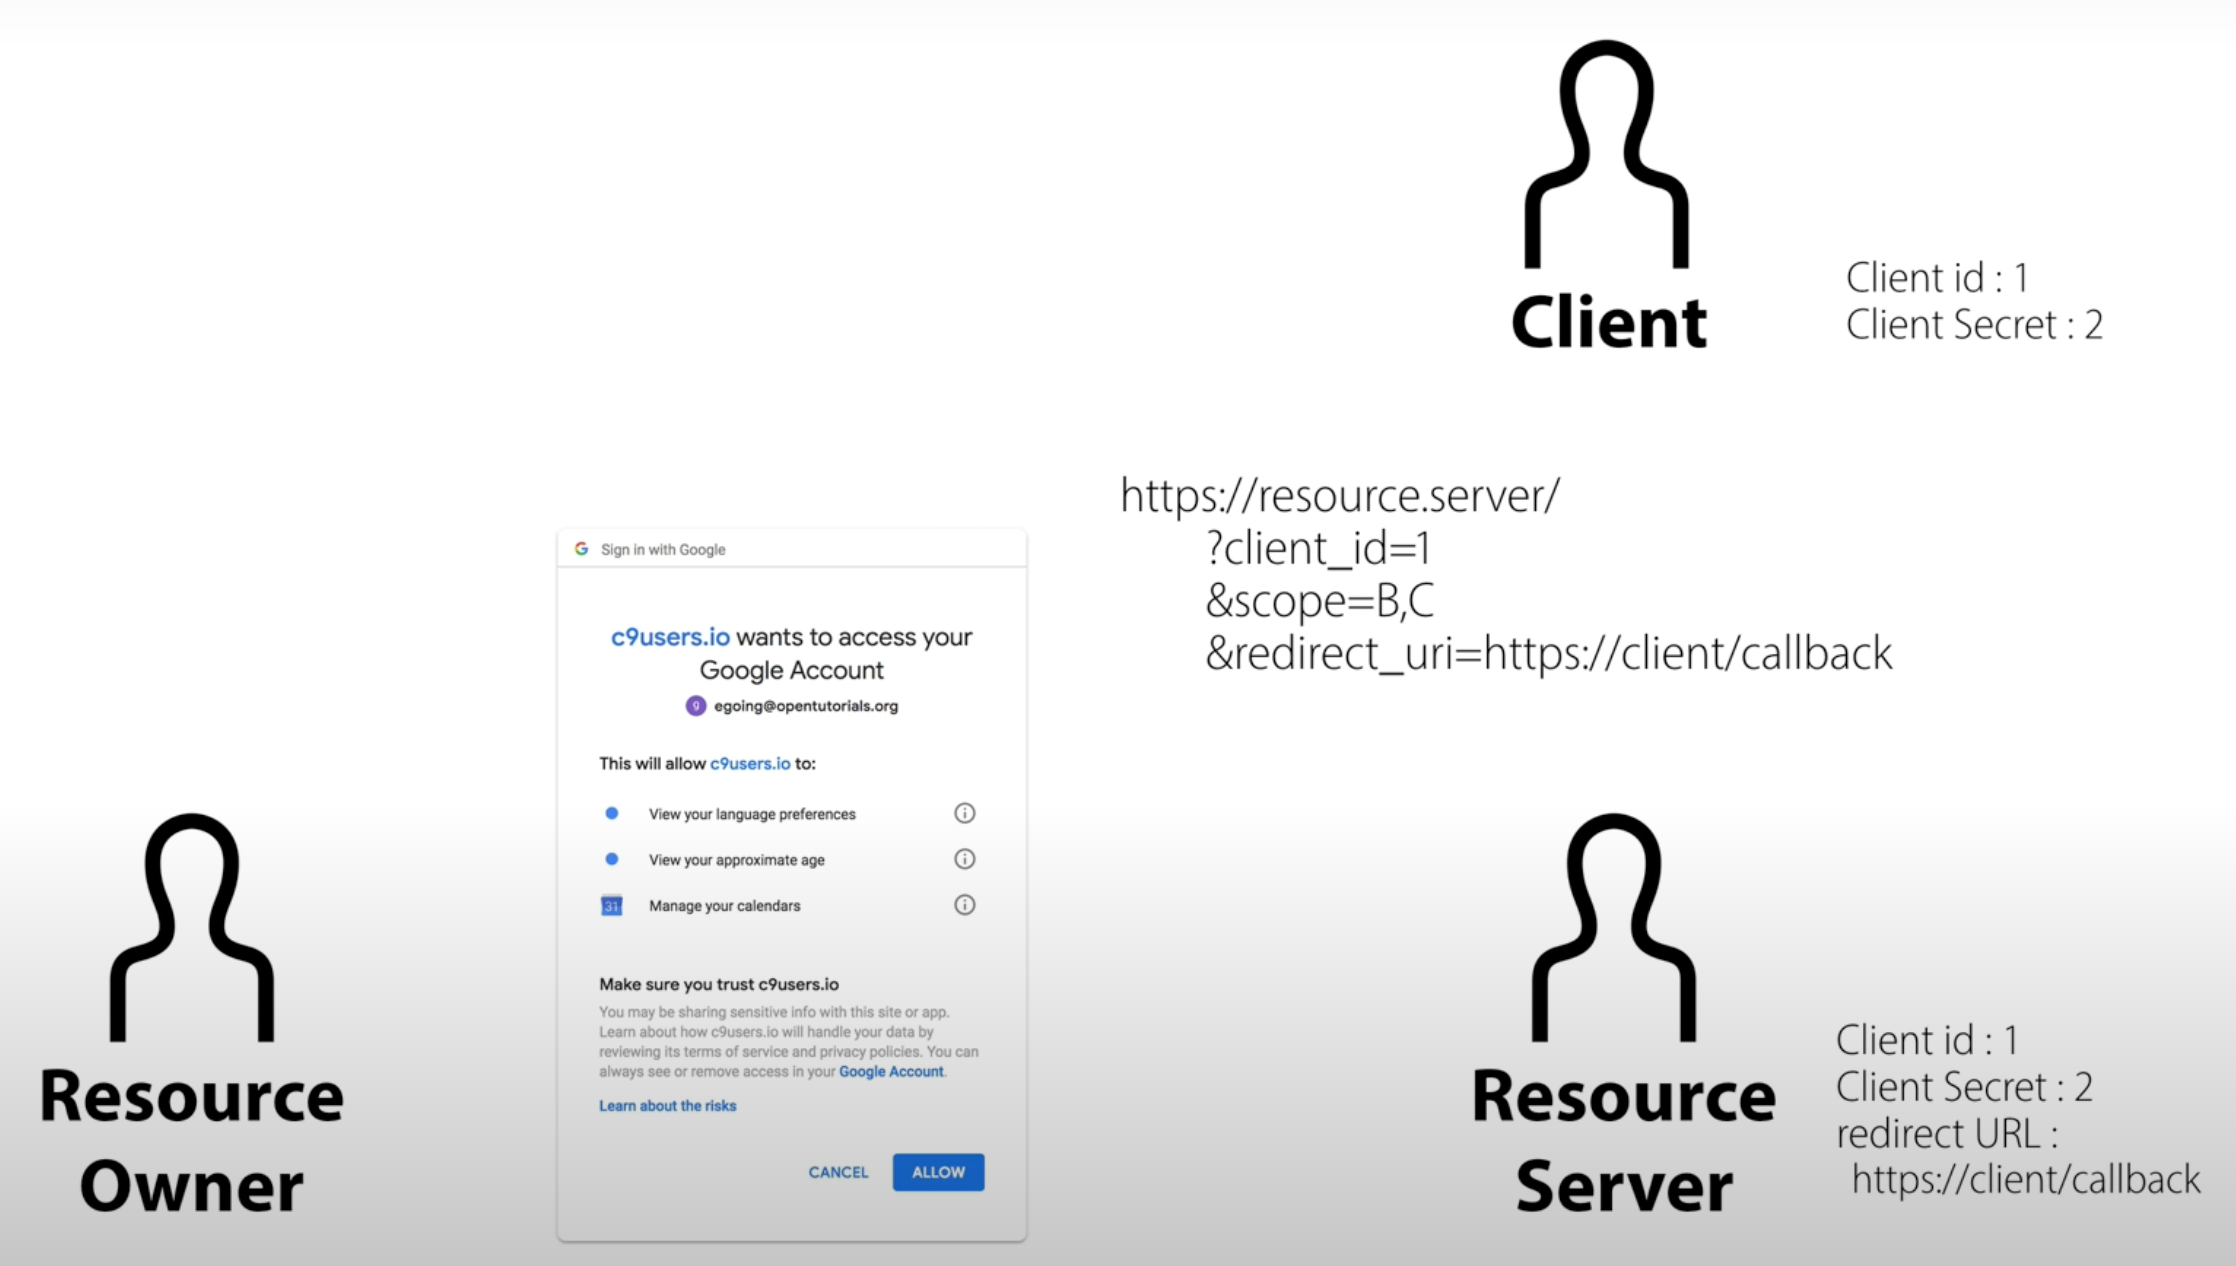 Client
Client id : 1
Client Secret : 2
https://resource.server/
?client_id=1
&scope=B,C
&redirect_uri=https://client/callback
G Sign in with Google
c9users.io wants to access your
Google Account
g egoing@opentutorials.org
This will allow c9users.io to:
View your language preferences
View your approximate age
31 Manage your calendars
Make sure you trust c9users.io
You may be sharing sensitive info with this site or app.
Learn about how c9users.io will handle your data by
reviewing its terms of service and privacy policies. You can
always see or remove access in your Google Account.
Learn about the risks
CANCEL ALLOW
Resource
Owner
Resource
Server
Client id : 1
Client Secret : 2
redirect URL :
https://client/callback